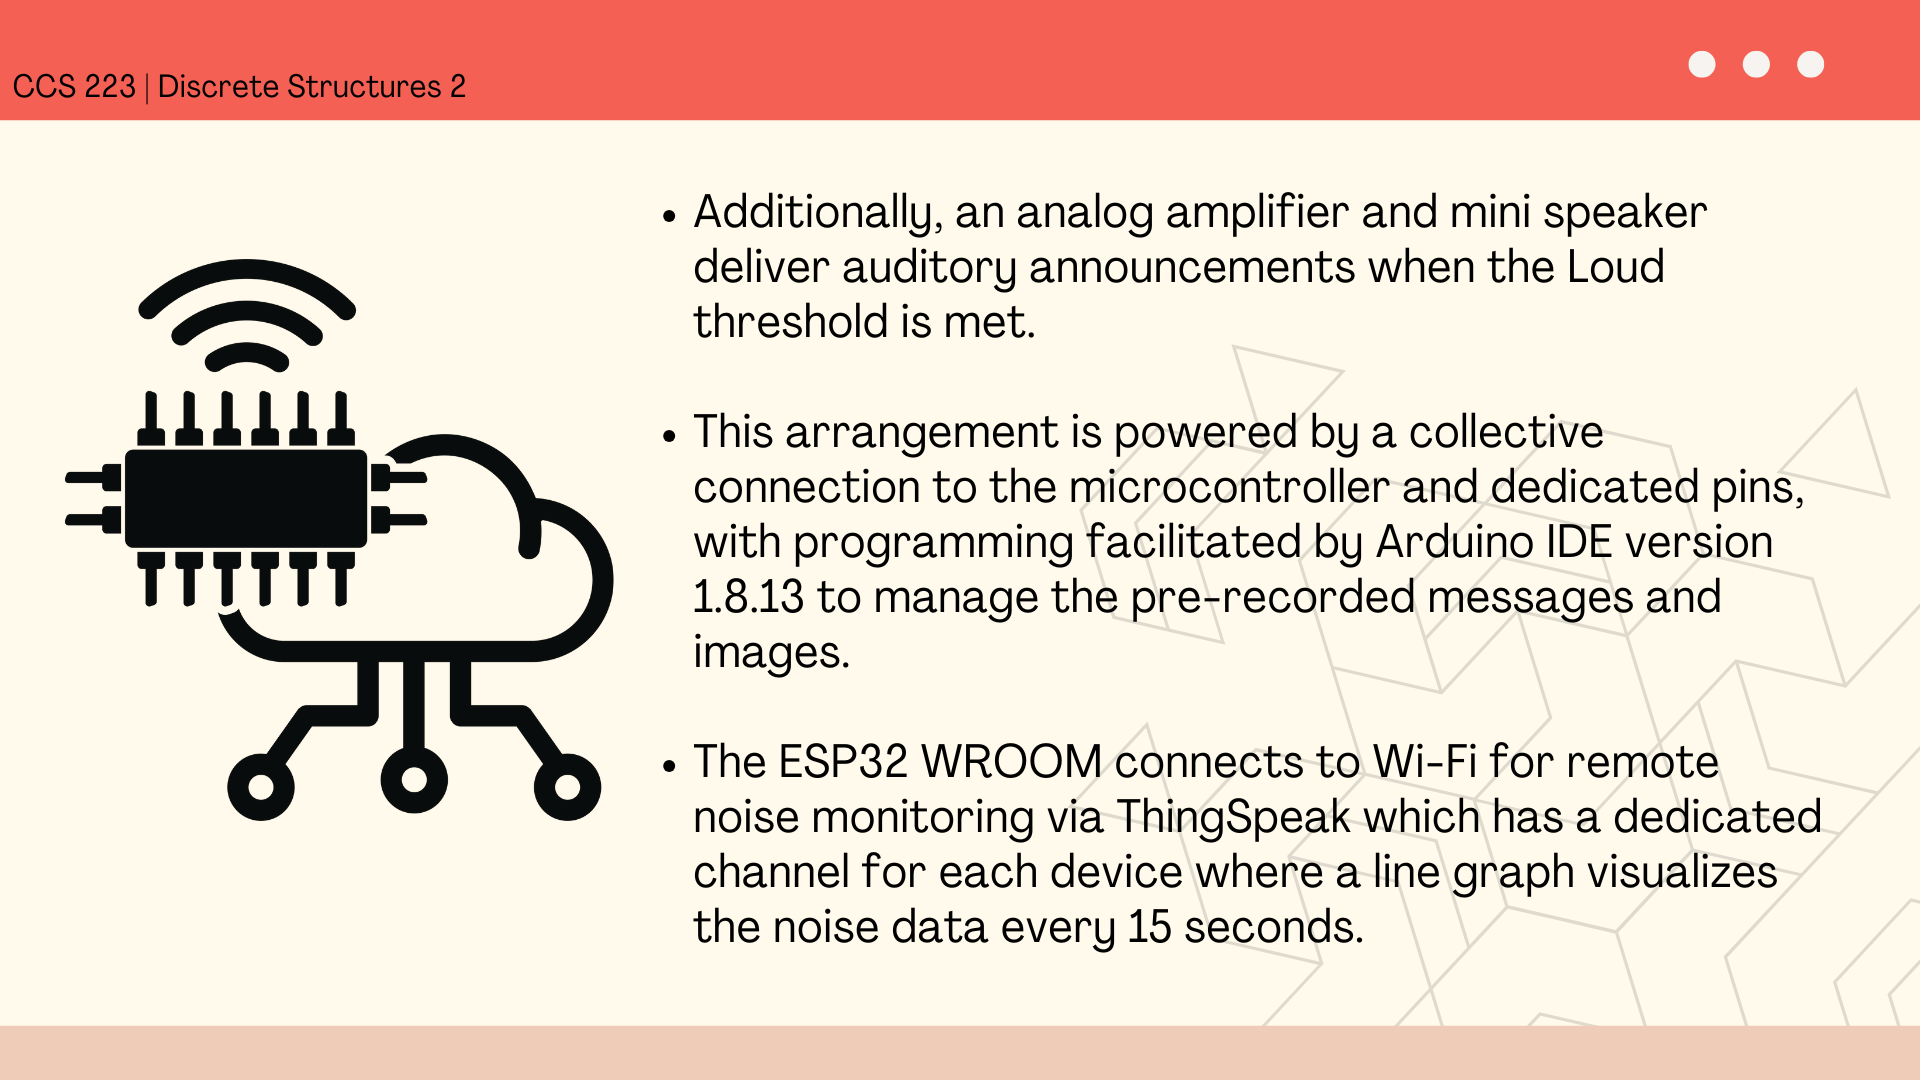 CCS 223 | Discrete Structures 2
• Additionally, an analog amplifier and mini speaker
deliver auditory announcements when the Loud
threshold is met.
• This arrangement is powered by a collective
connection to the microcontroller and dedicated pins,
with programming facilitated by Arduino IDE version
1.8.13 to manage the pre-recorded messages and
images.
• The ESP32 WROOM connects to Wi-Fi for remote
noise monitoring via ThingSpeak which has a dedicated
channel for each device where a line graph visualizes
the noise data every 15 seconds.